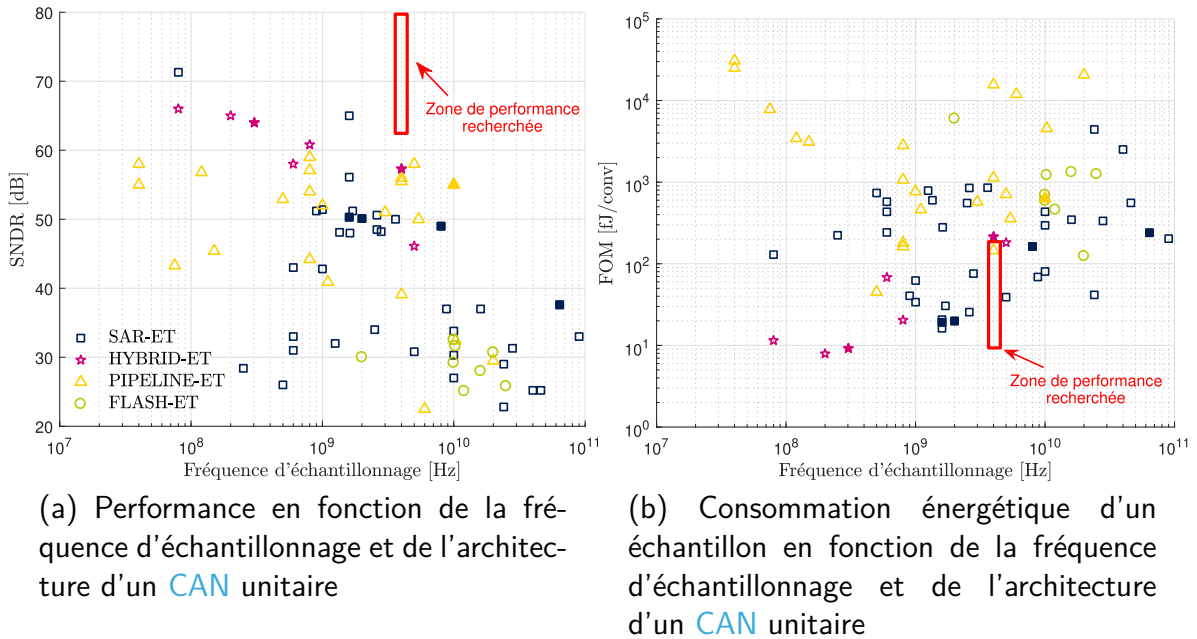 80
70
60
50
40
30
20
SNDR [dB]
Zone de performance
recherchée
SAR-ET
HYBRID-ET
PIPELINE-ET
FLASH-ET
10^7
10^8
10^9
10^10
10^11
Fréquence d'échantillonnage [Hz]
(a) Performance en fonction de la fré-
quence d'échantillonnage et de l'architec-
ture d'un CAN unitaire
10^5
10^4
10^3
10^2
10^1
10^0
FOM [fJ/conv]
Zone de performance
recherchée
10^7
10^8
10^9
10^10
10^11
Fréquence d'échantillonnage [Hz]
(b) Consommation énergétique d'un
échantillon en fonction de la fréquence
d'échantillonnage et de l'architecture
d'un CAN unitaire